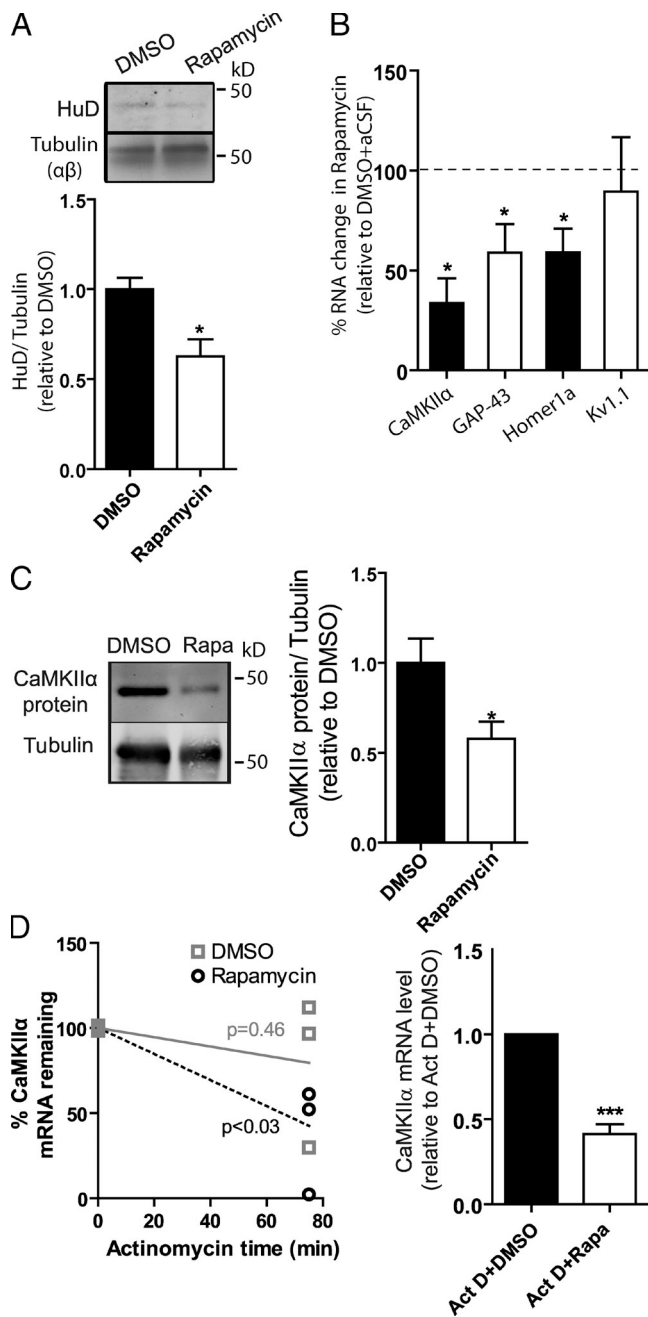 A
DMSO
Rapamycin
kD
HuD
50
Tubulin
(αβ)
50
HuD/ Tubulin
(relative to DMSO)
1.5
1.0
0.5
0.0
*
DMSO
Rapamycin
B
% RNA change in Rapamycin
(relative to DMSO+aCSF)
150
100
50
0
*
*
*
CaMKIIα
GAP-43
Homer1a
Kv1.1
C
DMSO Rapa kD
CaMKIIα
protein
50
Tubulin
50
CaMKIIα protein/ Tubulin
(relative to DMSO)
1.5
1.0
0.5
0.0
*
DMSO
Rapamycin
D
% CaMKIIα
mRNA remaining
150
100
50
0
DMSO
Rapamycin
p=0.46
p<0.03
0 20 40 60 80
Actinomycin time (min)
CaMKIIα mRNA level
(relative to Act D+DMSO)
1.5
1.0
0.5
0.0
***
Act D+DMSO
Act D+Rapa